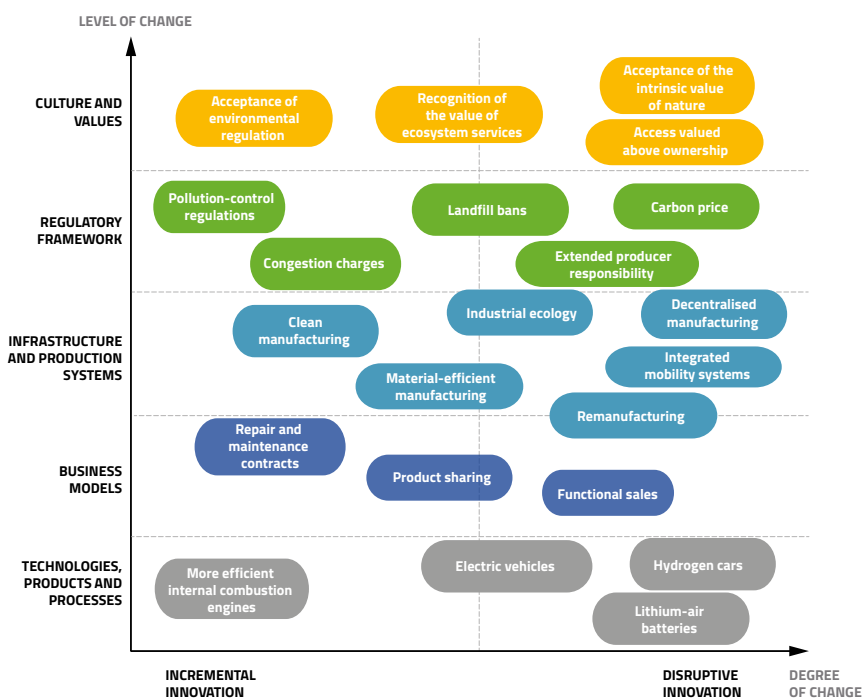 LEVEL OF CHANGE
CULTURE AND
VALUES
Acceptance of
environmental
regulation
Recognition of
the value of
ecosystem services
Acceptance of the
intrinsic value
of nature
Access valued
above ownership
REGULATORY
FRAMEWORK
Pollution-control
regulations
Congestion charges
Landfill bans
Extended producer
responsibility
Carbon price
INFRASTRUCTURE
AND PRODUCTION
SYSTEMS
Clean
manufacturing
Material-efficient
manufacturing
Industrial ecology
Decentralised
manufacturing
Integrated
mobility systems
Remanufacturing
BUSINESS
MODELS
Repair and
maintenance
contracts
Product sharing
Functional sales
TECHNOLOGIES,
PRODUCTS AND
PROCESSES
More efficient
internal combustion
engines
Electric vehicles
Hydrogen cars
Lithium-air
batteries
INCREMENTAL
INNOVATION
DISRUPTIVE
INNOVATION
DEGREE
OF CHANGE